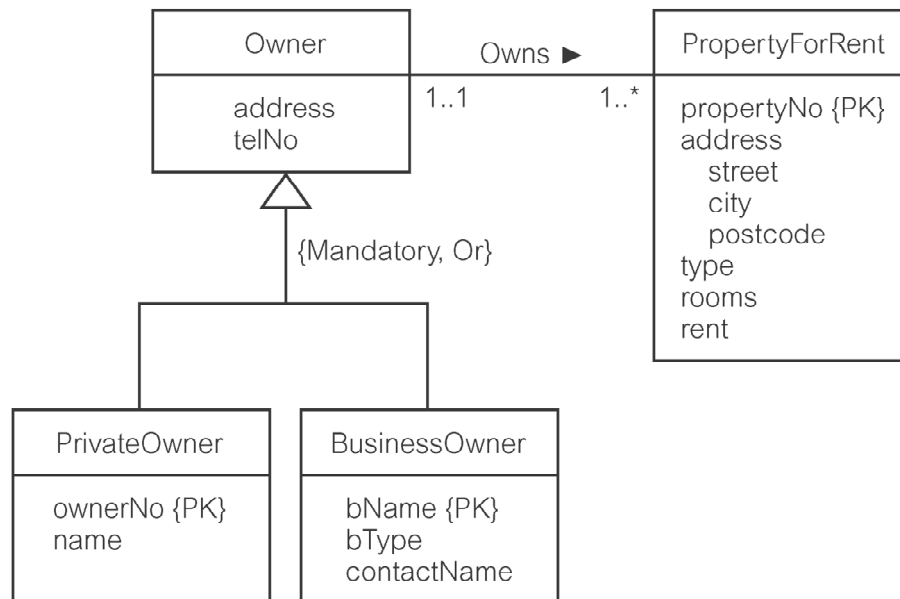 Owner
address
telNo
Owns ►
1..1
1..*
PropertyForRent
propertyNo {PK}
address
street
city
postcode
type
rooms
rent
{Mandatory, Or}
PrivateOwner
ownerNo {PK}
name
BusinessOwner
bName {PK}
bType
contactName